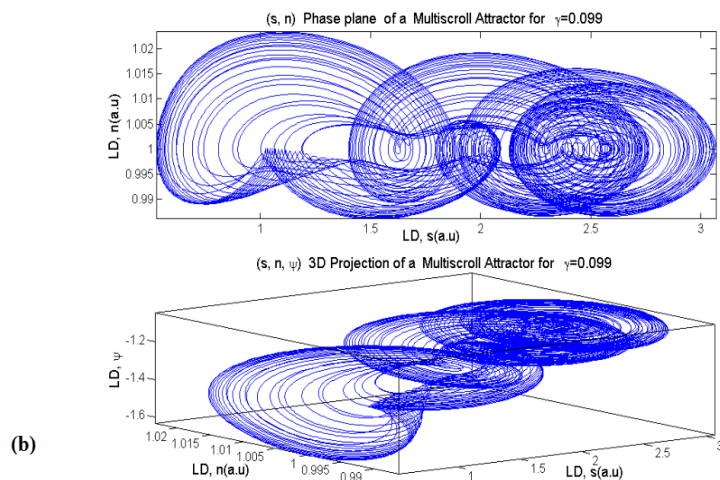 (s, n) Phase plane of a Multiscroll Attractor for γ=0.099
LD, n(a.u)
1.02
1.015
1.01
1.005
1
0.995
0.99
1 1.5 2 2.5 3
LD, s(a.u)
(s, n, ψ) 3D Projection of a Multiscroll Attractor for γ=0.099
LD, ψ
-1.2
-1.4
-1.6
1.02 1.015 1.01 1.005 1 0.995 0.99
LD, n(a.u)
1 1.5 2 2.5 3
LD, s(a.u)
(b)